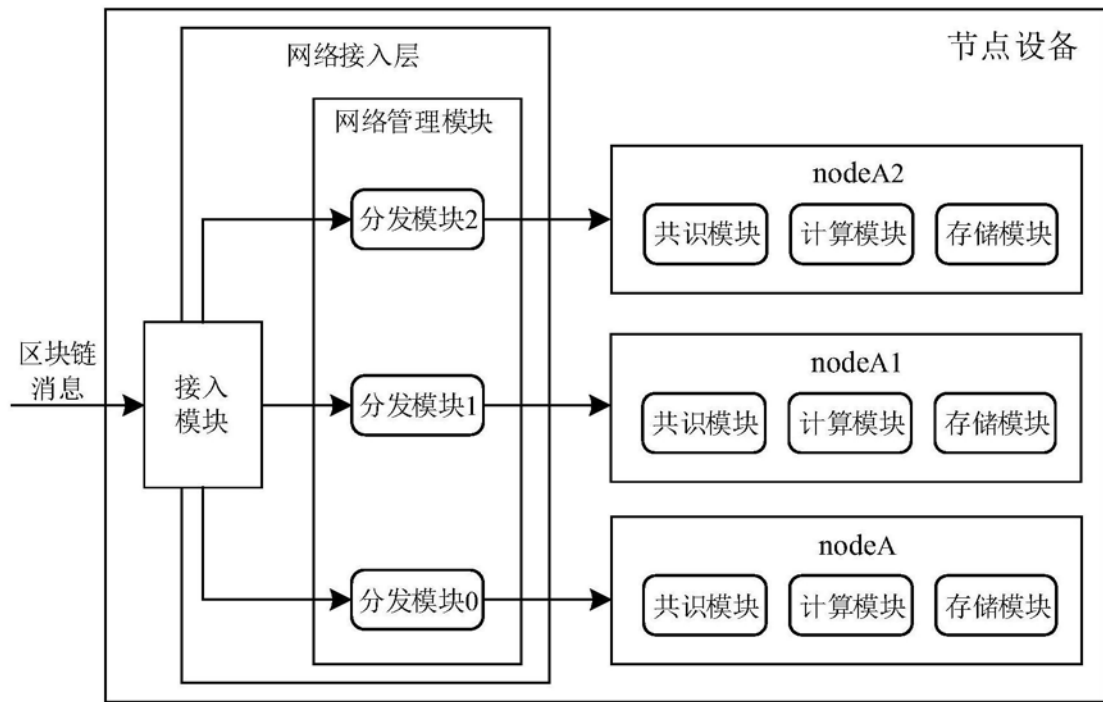 节点设备
网络接入层
网络管理模块
区块链
消息
接入
模块
分发模块2
nodeA2
共识模块 计算模块 存储模块
分发模块1
nodeA1
共识模块 计算模块 存储模块
分发模块0
nodeA
共识模块 计算模块 存储模块